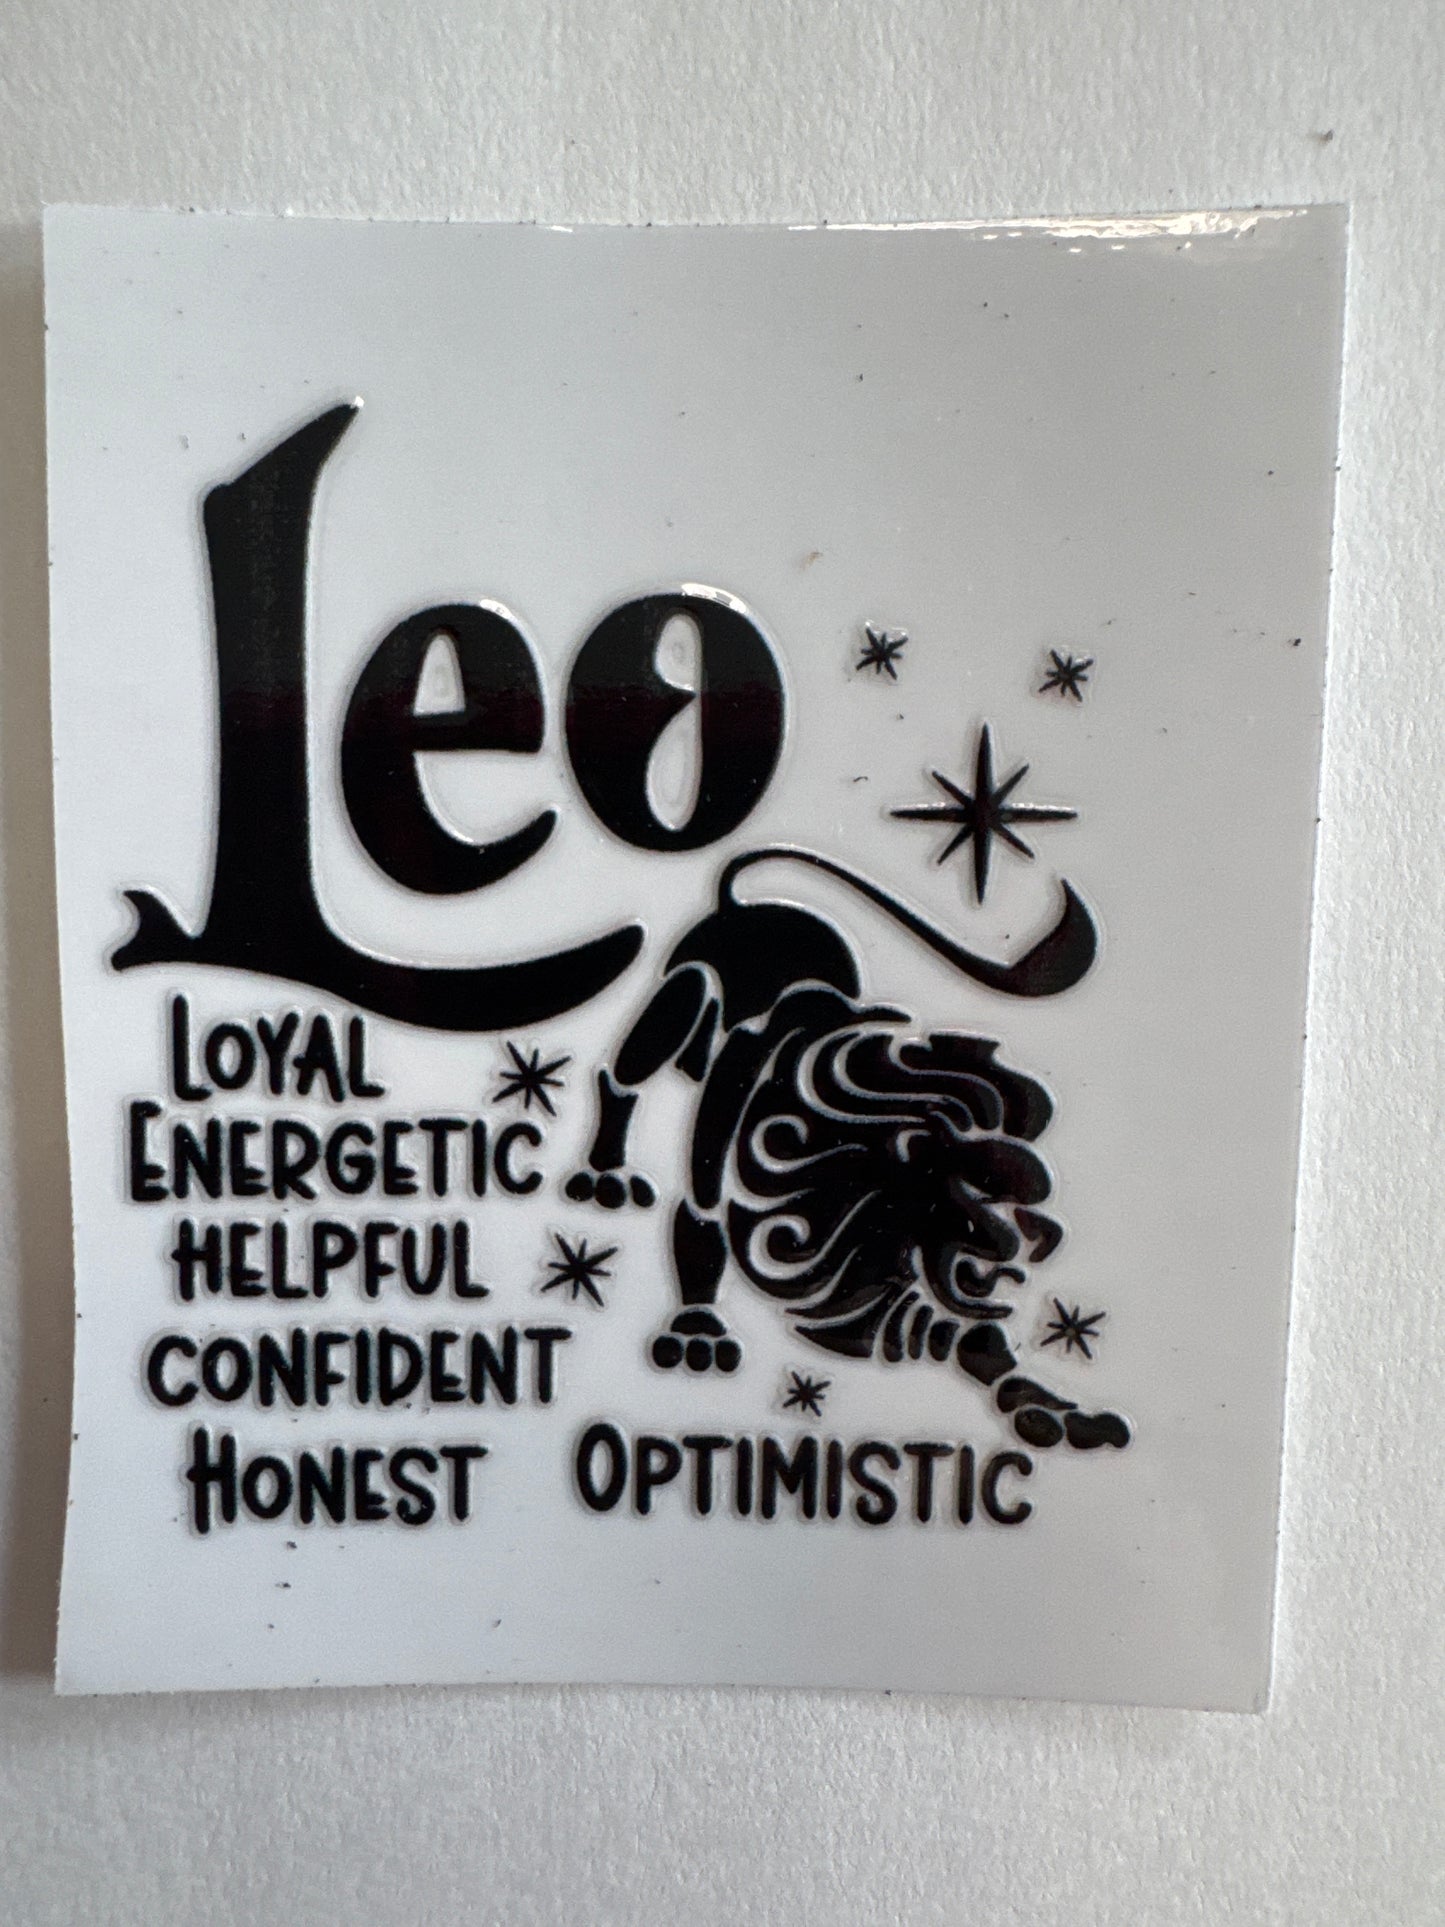 Leo
LOYAL
ENERGETIC
HELPFUL
CONFIDENT
HONEST OPTIMISTIC